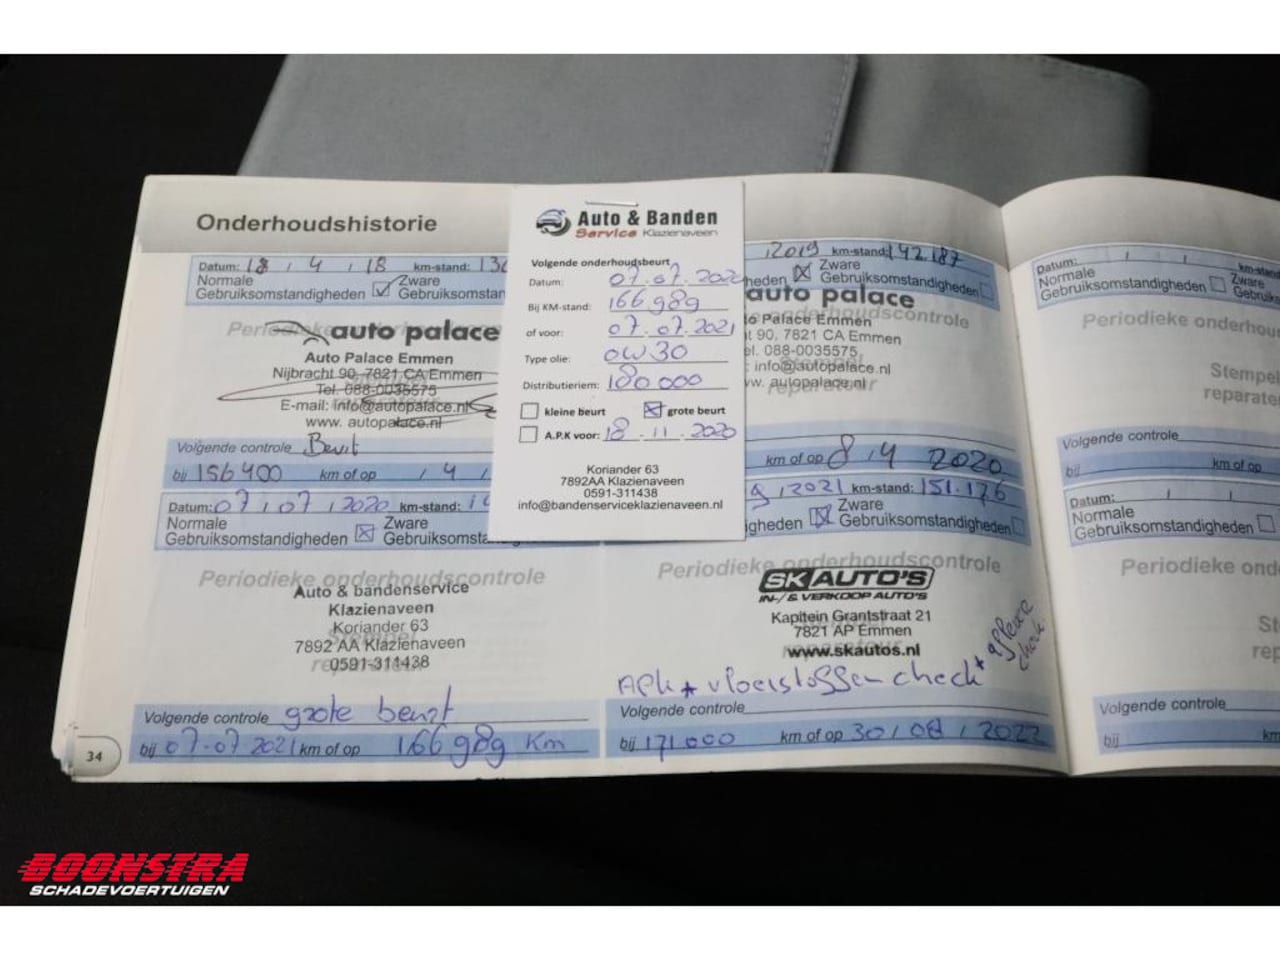 Onderhoudshistorie
Datum: 18 / 4 / 18 km-stand:
Normale Gebruiksomstandigheden Zware
Periodieke
auto palace
Auto Palace Emmen
Nijbracht 90, 7821 CA Emmen
Tel. 088-0035575
E-mail: info@autopalace.nl
www. autopalace.nl
Volgende controle Beurt
bij 156400 km of op / 4 /
Datum: 07 / 07 / 2020 km-stand:
Normale Gebruiksomstandigheden Zware
Periodieke onderhoudscontrole
Auto & bandenservice
Klazienaveen
Koriander 63
7892 AA Klazienaveen
0591-311438
Volgende controle grote beurt
bij 07-07 2021 km of op 166989 Km
34
Auto & Banden
Service Klazienaveen
Volgende onderhoudsbeurt
Datum: 07.07.2020
Bij KM-stand: 166989
of voor: 07.07.2021
Type olie: 0W30
Distributieriem: 180000
kleine beurt grote beurt
A.P.K voor: 18.11.2020
Koriander 63
7892AA Klazienaveen
0591-311438
info@bandenserviceklazienaveen.nl
2019 km-stand: 142.187
Zware
Gebruiksomstandigheden
auto palace
onderhoudscontrole
Palace Emmen
90, 7821 CA Emmen
088-0035575
info@autopalace.nl
autopalace.nl
km of op 8 / 4 2020
2021 km-stand: 151.176
Zware
Gebruiksomstandigheden
Periodieke onderhoudscontrole
SK AUTO'S
IN-/ & VERKOOP AUTO'S
Kapitein Grantstraat 21
7821 AP Emmen
www.skautos.nl
APK * vloeistoffen check *
Volgende controle
bij 171.000 km of op 30 / 08 / 2022
Datum: / /
Normale
Gebruiksomstandigheden
Periodieke
Volgende controle
bij km of op
Datum: / /
Normale
Gebruiksomstandigheden
Periodieke
Volgende controle
bij
BOONSTRA
SCHADEVOERTUIGEN